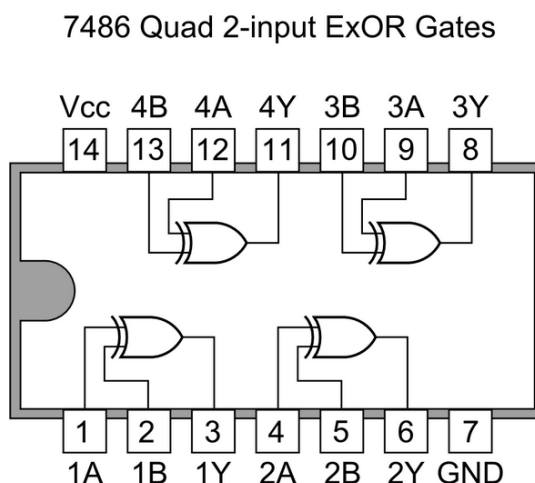 7486 Quad 2-input ExOR Gates
Vcc 4B 4A 4Y 3B 3A 3Y
14 13 12 11 10 9 8
1 2 3 4 5 6 7
1A 1B 1Y 2A 2B 2Y GND